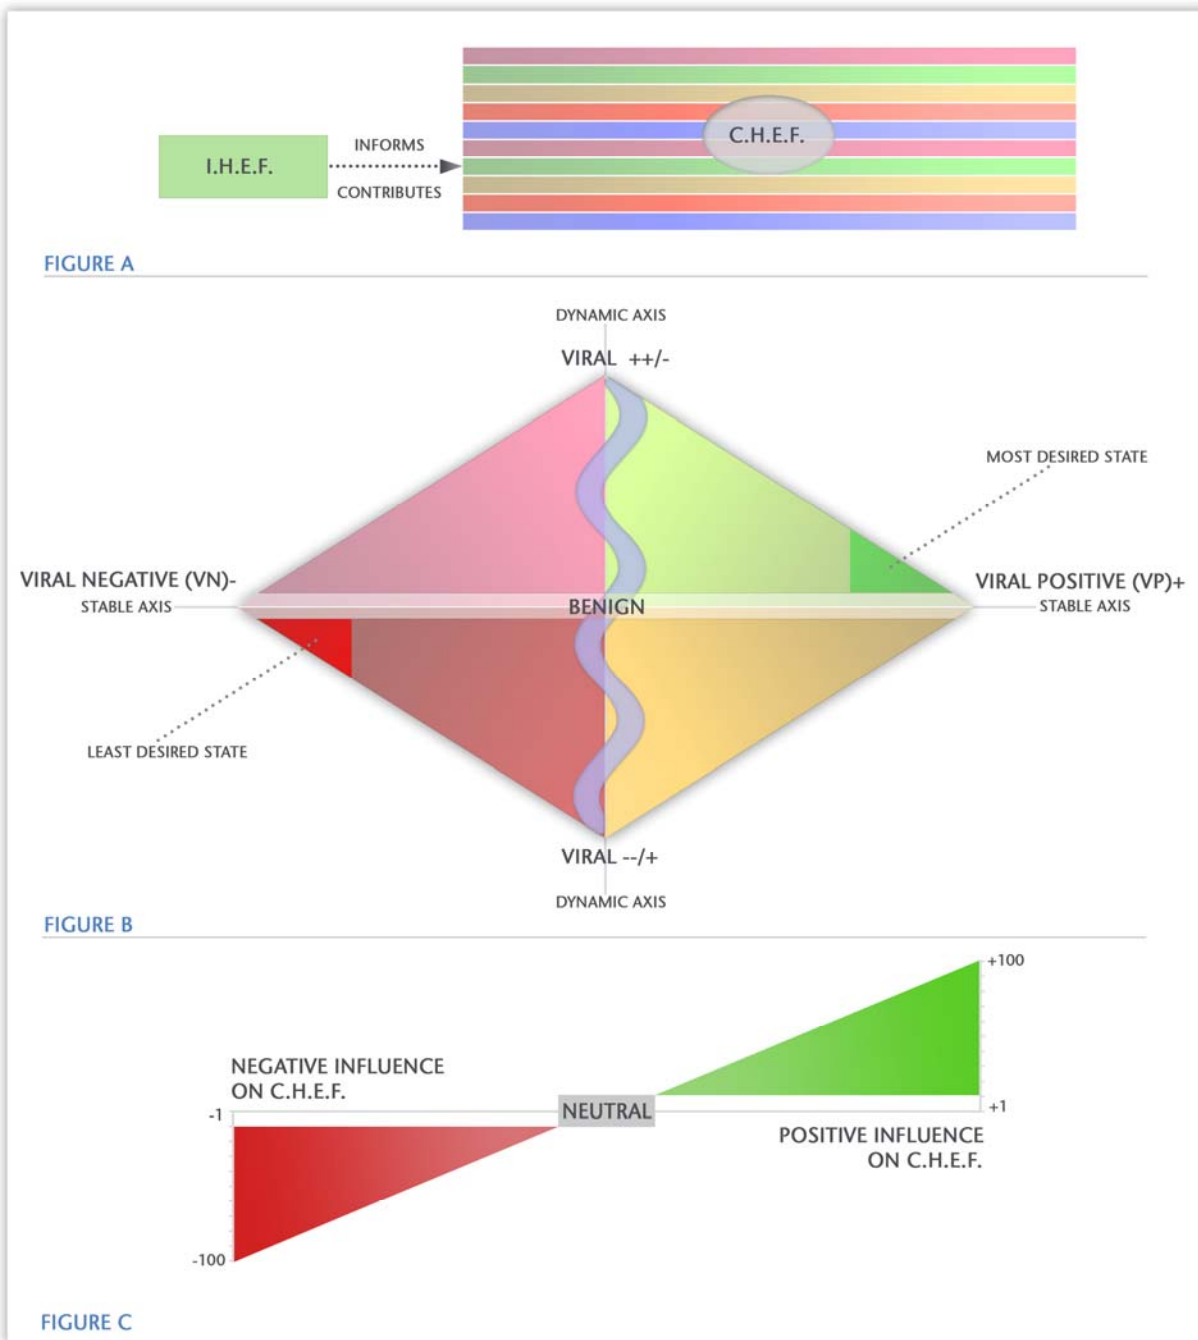 I.H.E.F.
INFORMS
CONTRIBUTES
C.H.E.F.
FIGURE A
DYNAMIC AXIS
VIRAL ++/-
MOST DESIRED STATE
VIRAL NEGATIVE (VN)-
STABLE AXIS
BENIGN
VIRAL POSITIVE (VP)+
STABLE AXIS
LEAST DESIRED STATE
VIRAL --/+
DYNAMIC AXIS
FIGURE B
+100
NEGATIVE INFLUENCE
ON C.H.E.F.
-1
NEUTRAL
+1
POSITIVE INFLUENCE
ON C.H.E.F.
-100
FIGURE C